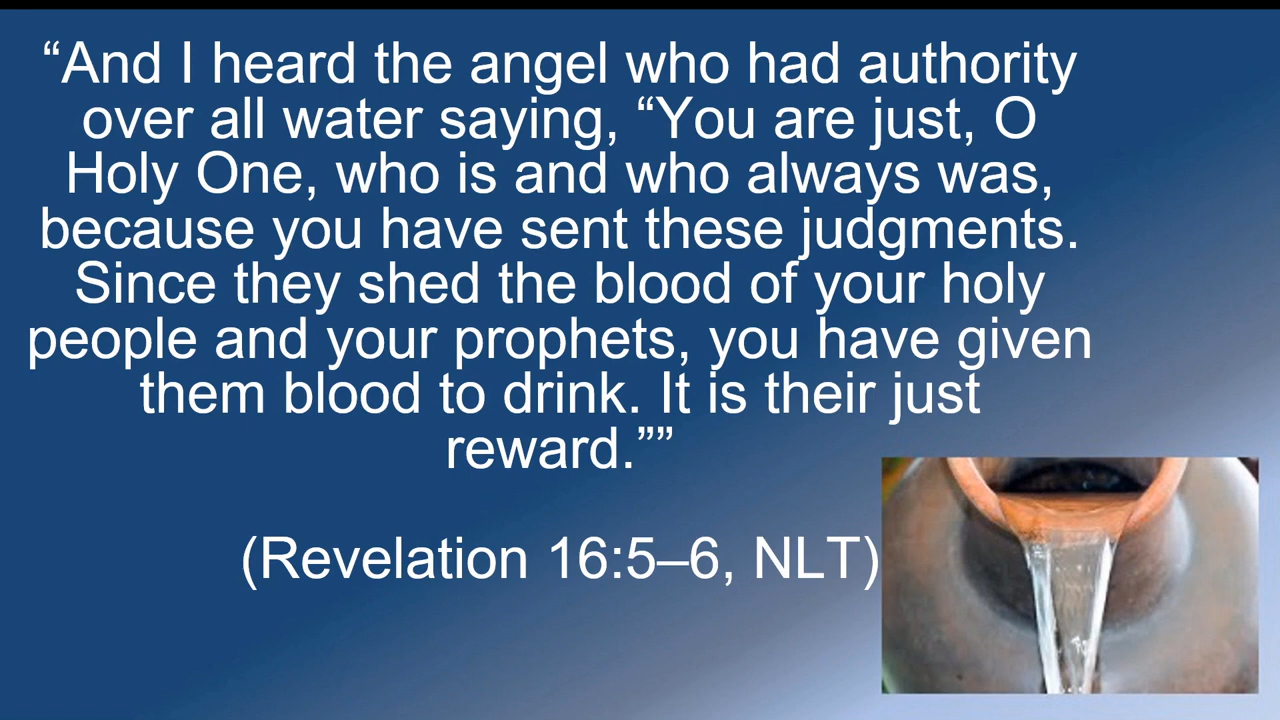 “And I heard the angel who had authority
over all water saying, “You are just, O
Holy One, who is and who always was,
because you have sent these judgments.
Since they shed the blood of your holy
people and your prophets, you have given
them blood to drink. It is their just
reward.””
(Revelation 16:5–6, NLT)